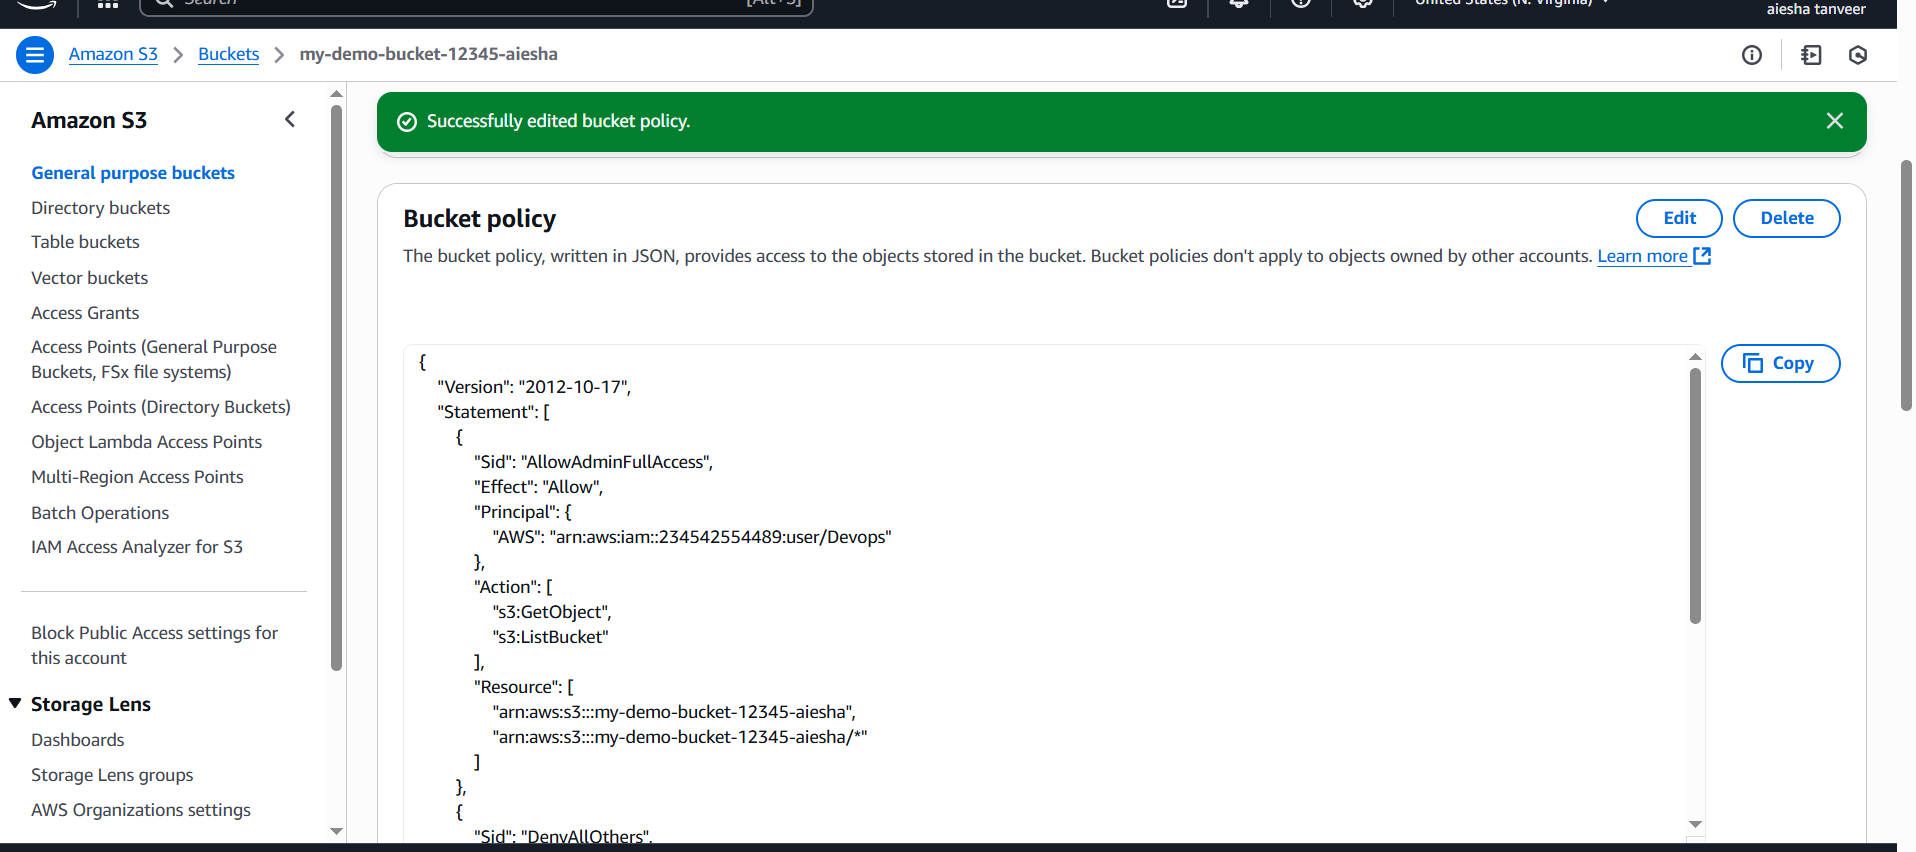 Search
[Alt+S]
United States (N. Virginia)
aiesha tanveer
Amazon S3
Buckets
my-demo-bucket-12345-aiesha
Amazon S3
General purpose buckets
Directory buckets
Table buckets
Vector buckets
Access Grants
Access Points (General Purpose
Buckets, FSx file systems)
Access Points (Directory Buckets)
Object Lambda Access Points
Multi-Region Access Points
Batch Operations
IAM Access Analyzer for S3
Block Public Access settings for
this account
Storage Lens
Dashboards
Storage Lens groups
AWS Organizations settings
Successfully edited bucket policy.
Bucket policy
Edit
Delete
The bucket policy, written in JSON, provides access to the objects stored in the bucket. Bucket policies don't apply to objects owned by other accounts. Learn more
Copy
{
"Version": "2012-10-17",
"Statement": [
{
"Sid": "AllowAdminFullAccess",
"Effect": "Allow",
"Principal": {
"AWS": "arn:aws:iam::234542554489:user/Devops"
},
"Action": [
"s3:GetObject",
"s3:ListBucket"
],
"Resource": [
"arn:aws:s3:::my-demo-bucket-12345-aiesha",
"arn:aws:s3:::my-demo-bucket-12345-aiesha/*"
]
},
{
"Sid": "DenyAllOthers",